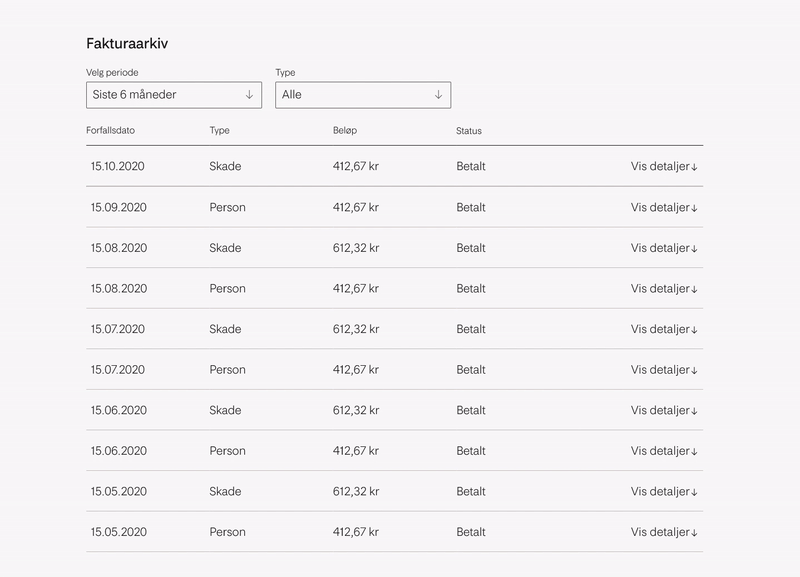 Fakturaarkiv
Velg periode Type
Siste 6 måneder ↓ Alle ↓
Forfallsdato Type Beløp Status
15.10.2020 Skade 412,67 kr Betalt Vis detaljer↓
15.09.2020 Person 412,67 kr Betalt Vis detaljer↓
15.08.2020 Skade 612,32 kr Betalt Vis detaljer↓
15.08.2020 Person 412,67 kr Betalt Vis detaljer↓
15.07.2020 Skade 612,32 kr Betalt Vis detaljer↓
15.07.2020 Person 412,67 kr Betalt Vis detaljer↓
15.06.2020 Skade 612,32 kr Betalt Vis detaljer↓
15.06.2020 Person 412,67 kr Betalt Vis detaljer↓
15.05.2020 Skade 612,32 kr Betalt Vis detaljer↓
15.05.2020 Person 412,67 kr Betalt Vis detaljer↓